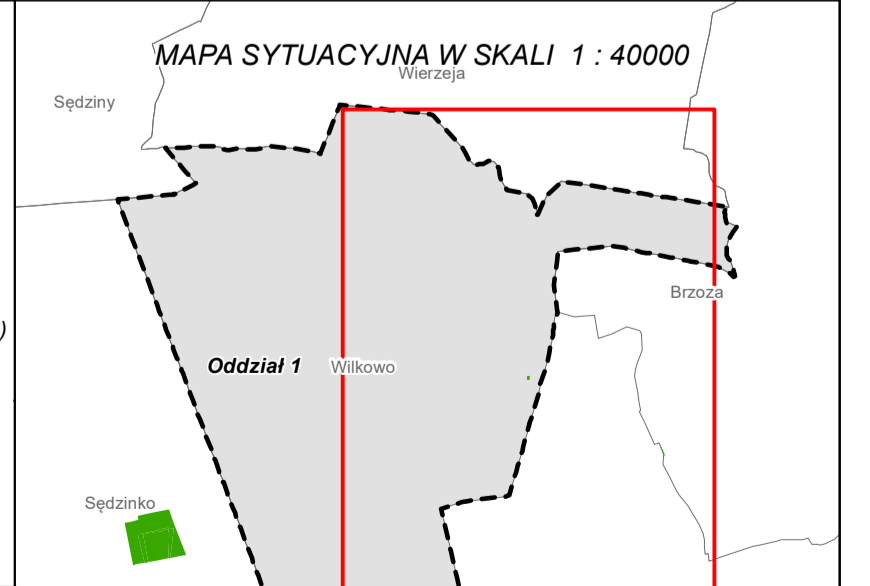 MAPA SYTUACYJNA W SKALI 1 : 40000
Wierzeja
Sędziny
Brzoza
)
Oddział 1
Wilkowo
Sędzinko